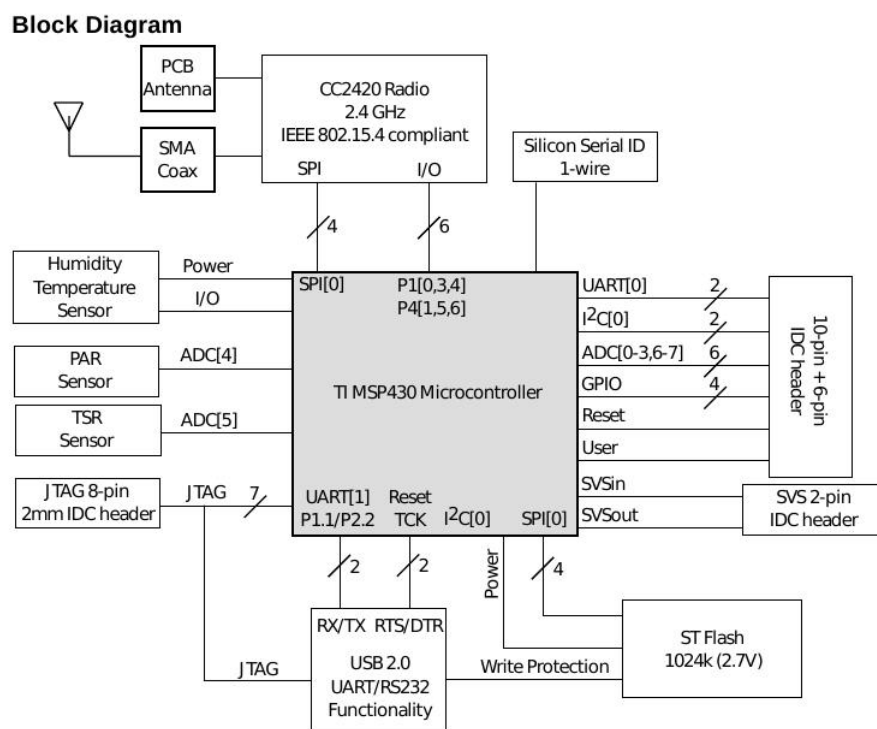 Block Diagram
PCB
Antenna
SMA
Coax
CC2420 Radio
2.4 GHz
IEEE 802.15.4 compliant
SPI I/O
Silicon Serial ID
1-wire
4 6
Humidity
Temperature
Sensor
Power
I/O
PAR
Sensor
ADC[4]
TSR
Sensor
ADC[5]
JTAG 8-pin
2mm IDC header
JTAG 7
SPI[0] P1[0,3,4]
P4[1,5,6]
TI MSP430 Microcontroller
UART[1] Reset
P1.1/P2.2 TCK I²C[0] SPI[0]
UART[0] 2
I²C[0] 2
ADC[0-3,6-7] 6
GPIO 4
Reset
User
10-pin + 6-pin
IDC header
SVSin
SVSout
SVS 2-pin
IDC header
2 2 Power 4
RX/TX RTS/DTR
USB 2.0
UART/RS232
Functionality
JTAG
Write Protection
ST Flash
1024k (2.7V)